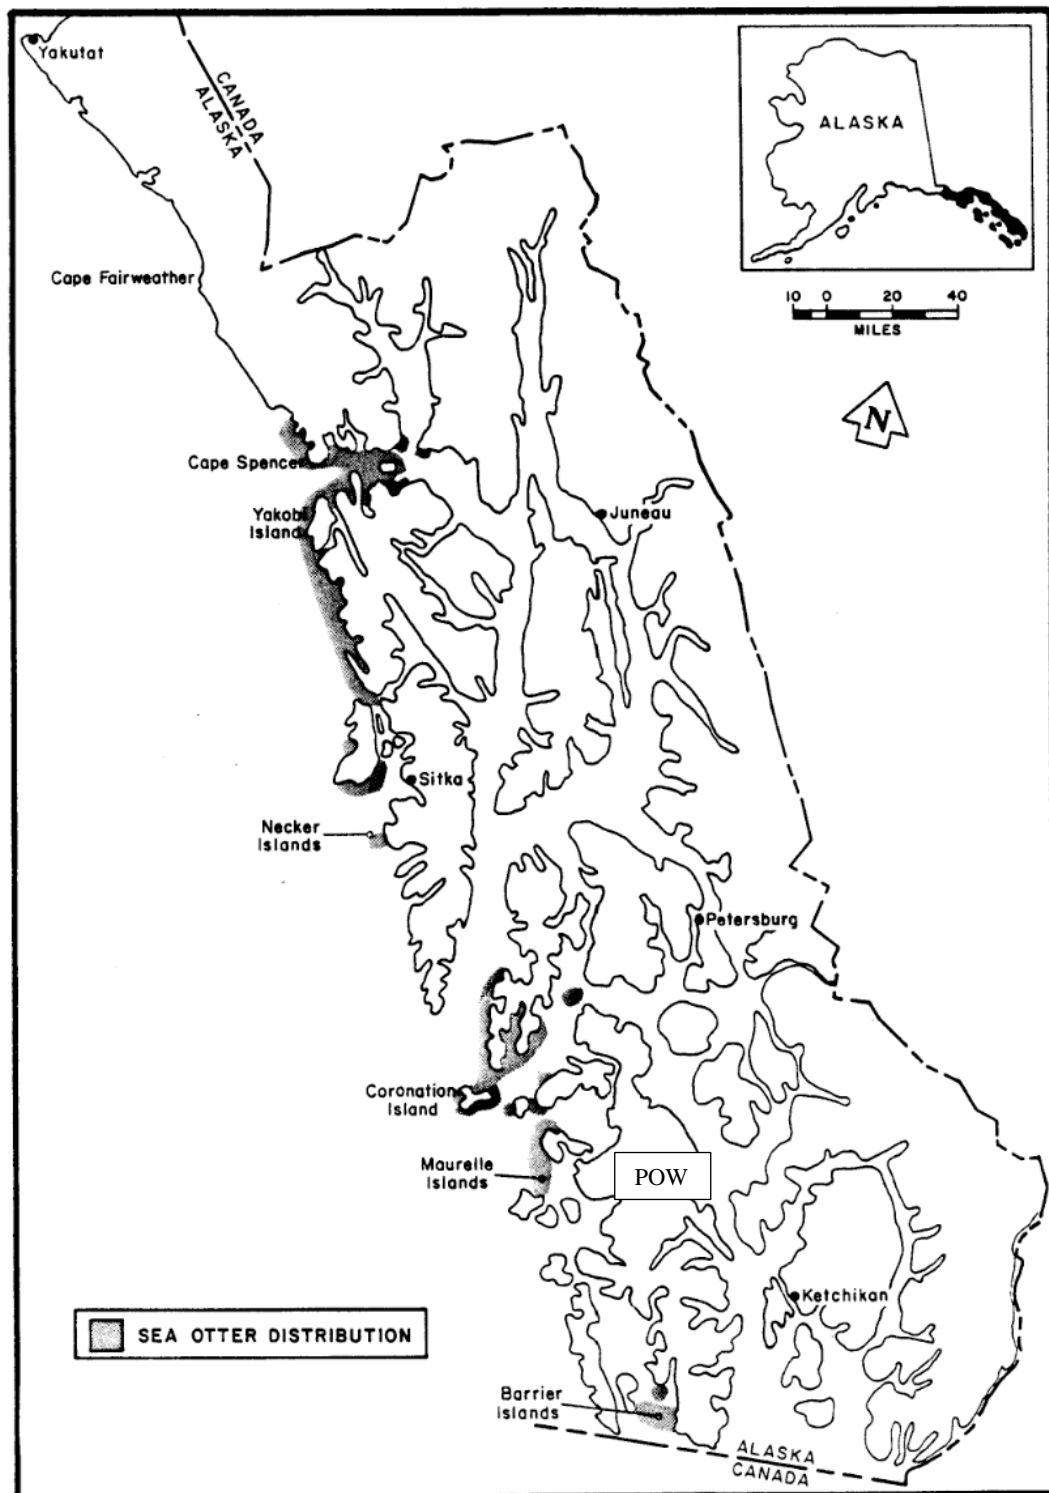 Yakutat
CANADA
ALASKA
ALASKA
Cape Fairweather
10 0 20 40
MILES
N
Cape Spencer
Yakobi
Island
Juneau
Sitka
Necker
Islands
Petersburg
Coronation
Island
Maurelle
Islands
POW
Ketchikan
SEA OTTER DISTRIBUTION
Barrier
Islands
ALASKA
CANADA